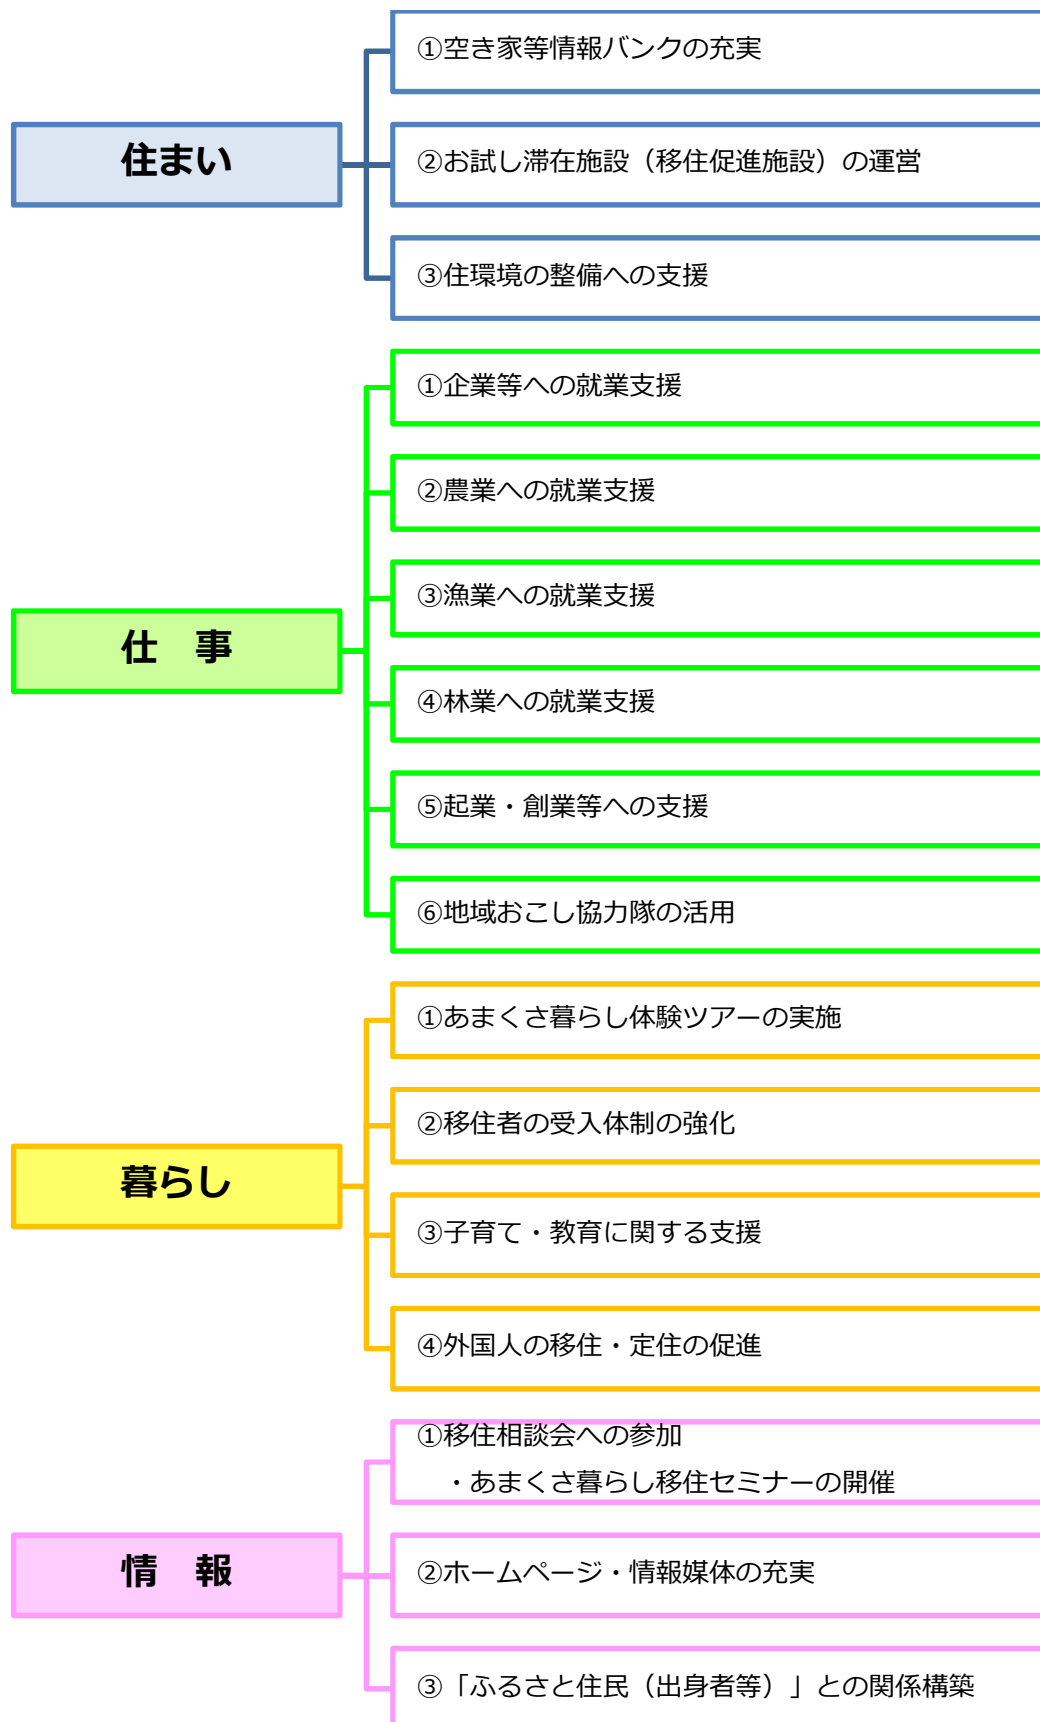 ①空き家等情報バンクの充実
住まい
②お試し滞在施設（移住促進施設）の運営
③住環境の整備への支援
①企業等への就業支援
②農業への就業支援
③漁業への就業支援
仕　事
④林業への就業支援
⑤起業・創業等への支援
⑥地域おこし協力隊の活用
①あまくさ暮らし体験ツアーの実施
②移住者の受入体制の強化
暮らし
③子育て・教育に関する支援
④外国人の移住・定住の促進
①移住相談会への参加
・あまくさ暮らし移住セミナーの開催
情　報
②ホームページ・情報媒体の充実
③「ふるさと住民（出身者等）」との関係構築